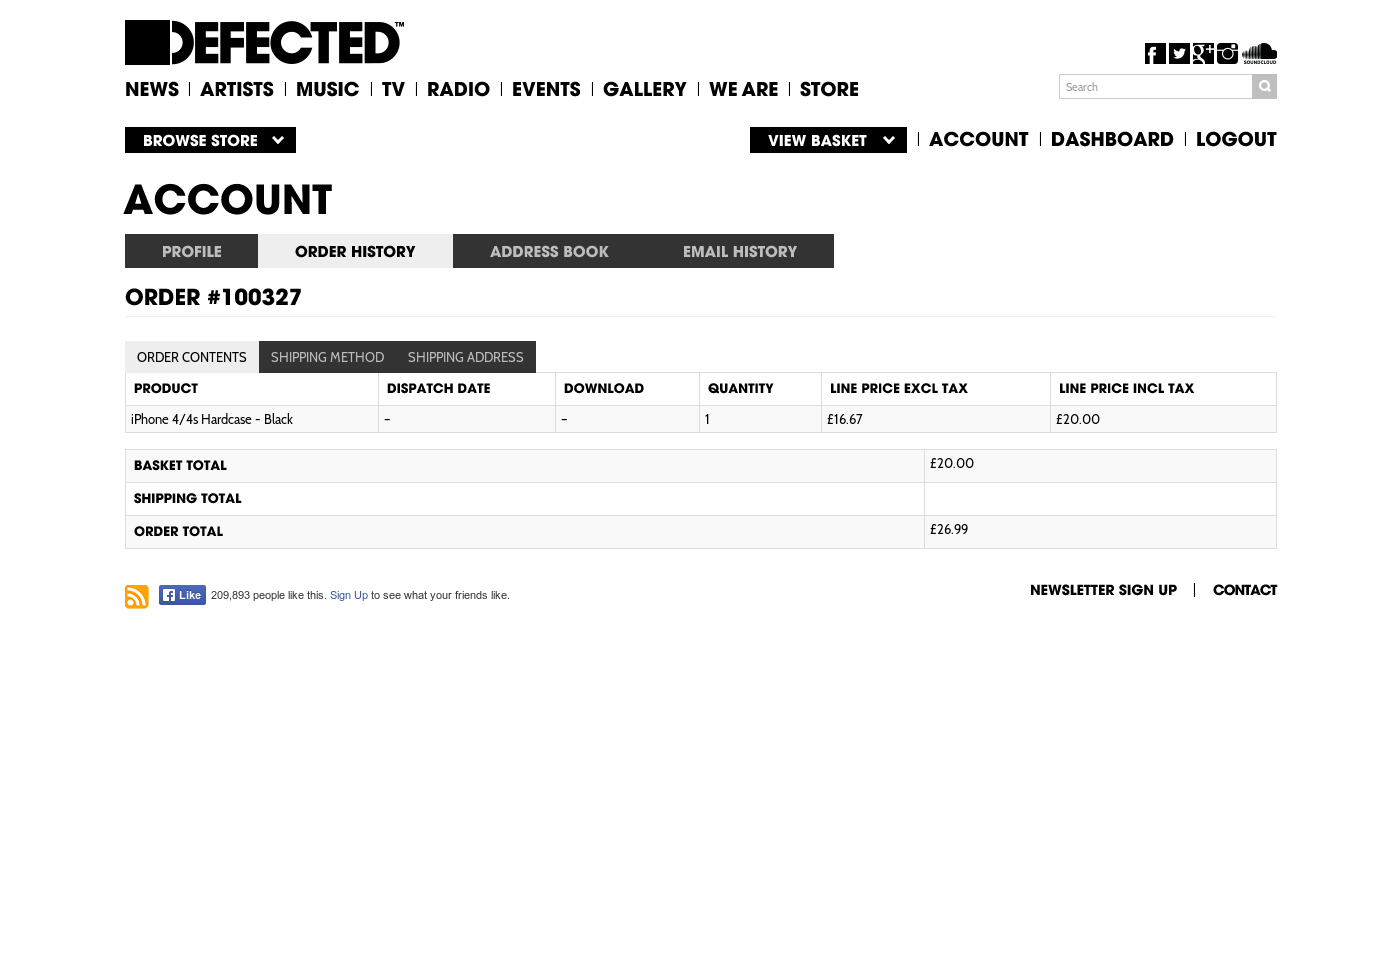 DEFECTED™
SOUNDCLOUD
NEWS ARTISTS MUSIC TV RADIO EVENTS GALLERY WE ARE STORE
Search
BROWSE STORE VIEW BASKET ACCOUNT DASHBOARD LOGOUT
ACCOUNT
PROFILE ORDER HISTORY ADDRESS BOOK EMAIL HISTORY
ORDER #100327
ORDER CONTENTS SHIPPING METHOD SHIPPING ADDRESS
PRODUCT DISPATCH DATE DOWNLOAD QUANTITY LINE PRICE EXCL TAX LINE PRICE INCL TAX
iPhone 4/4s Hardcase - Black – – 1 £16.67 £20.00
BASKET TOTAL £20.00
SHIPPING TOTAL
ORDER TOTAL £26.99
Like 209,893 people like this. Sign Up to see what your friends like.
NEWSLETTER SIGN UP CONTACT